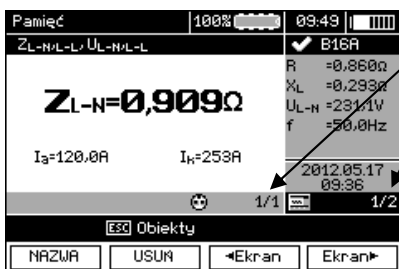 Pamięć 100% 09:49
ZL-N,L-L, UL-N,L-L
B16A
R =0,860Ω
XL =0,293Ω
UL-N =231,1V
f =50,0Hz
ZL-N=0,909Ω
Ia=120,0A Ik=253A
2012.05.17
09:36
1/1 1/2
ESC Obiekty
NAZWA USUŃ ◄Ekran Ekran►